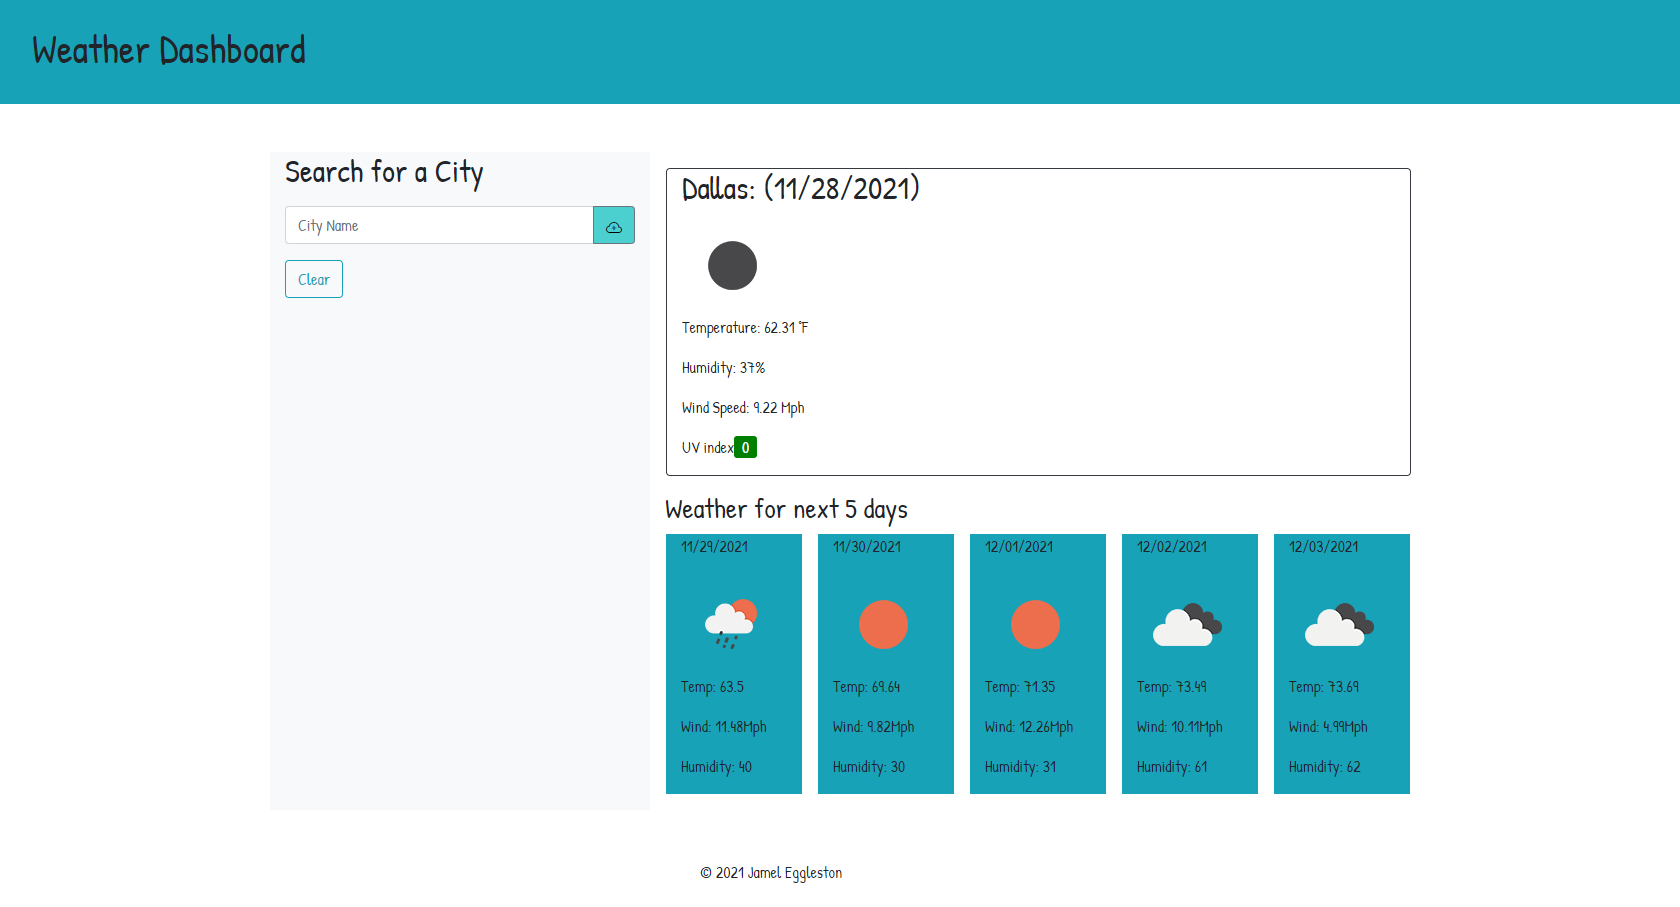 Weather Dashboard
Search for a City
City Name
Clear
Dallas: (11/28/2021)
Temperature: 62.31 °F
Humidity: 37%
Wind Speed: 9.22 Mph
UV index 0
Weather for next 5 days
11/29/2021
Temp: 63.5
Wind: 11.48Mph
Humidity: 40
11/30/2021
Temp: 69.64
Wind: 9.82Mph
Humidity: 30
12/01/2021
Temp: 71.35
Wind: 12.26Mph
Humidity: 31
12/02/2021
Temp: 73.49
Wind: 10.11Mph
Humidity: 61
12/03/2021
Temp: 73.69
Wind: 4.99Mph
Humidity: 62
© 2021 Jamel Eggleston